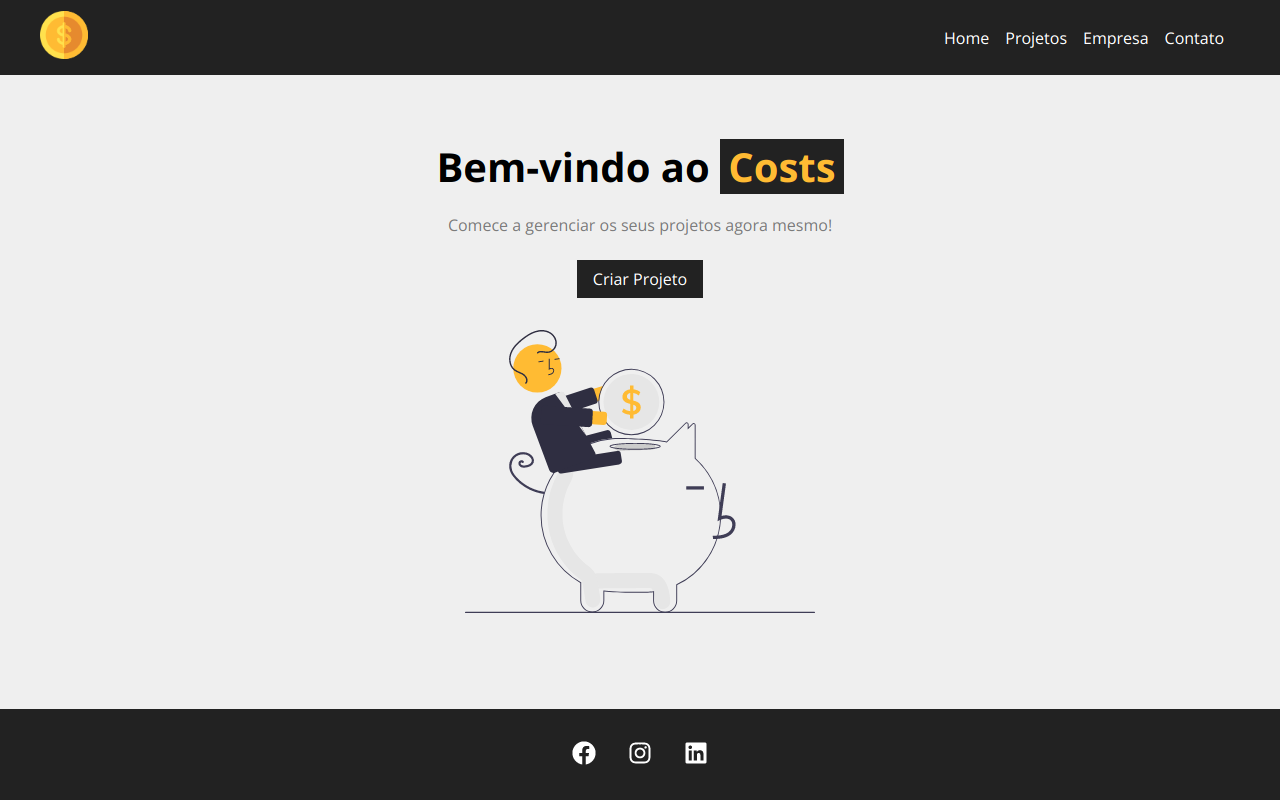 $
Home Projetos Empresa Contato
Bem-vindo ao Costs
Comece a gerenciar os seus projetos agora mesmo!
Criar Projeto
$